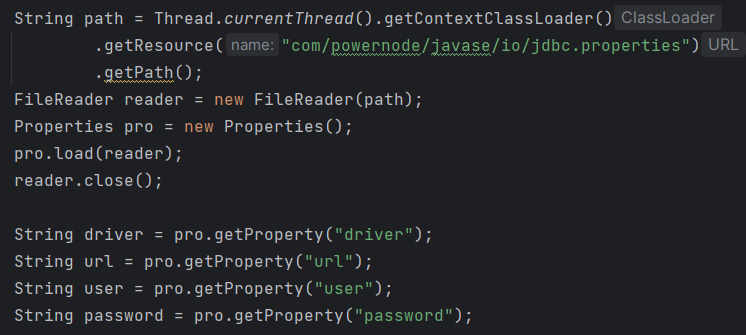 String path = Thread.currentThread().getContextClassLoader() ClassLoader
        .getResource( name: "com/powernode/javase/io/jdbc.properties") URL
        .getPath();
FileReader reader = new FileReader(path);
Properties pro = new Properties();
pro.load(reader);
reader.close();

String driver = pro.getProperty("driver");
String url = pro.getProperty("url");
String user = pro.getProperty("user");
String password = pro.getProperty("password");